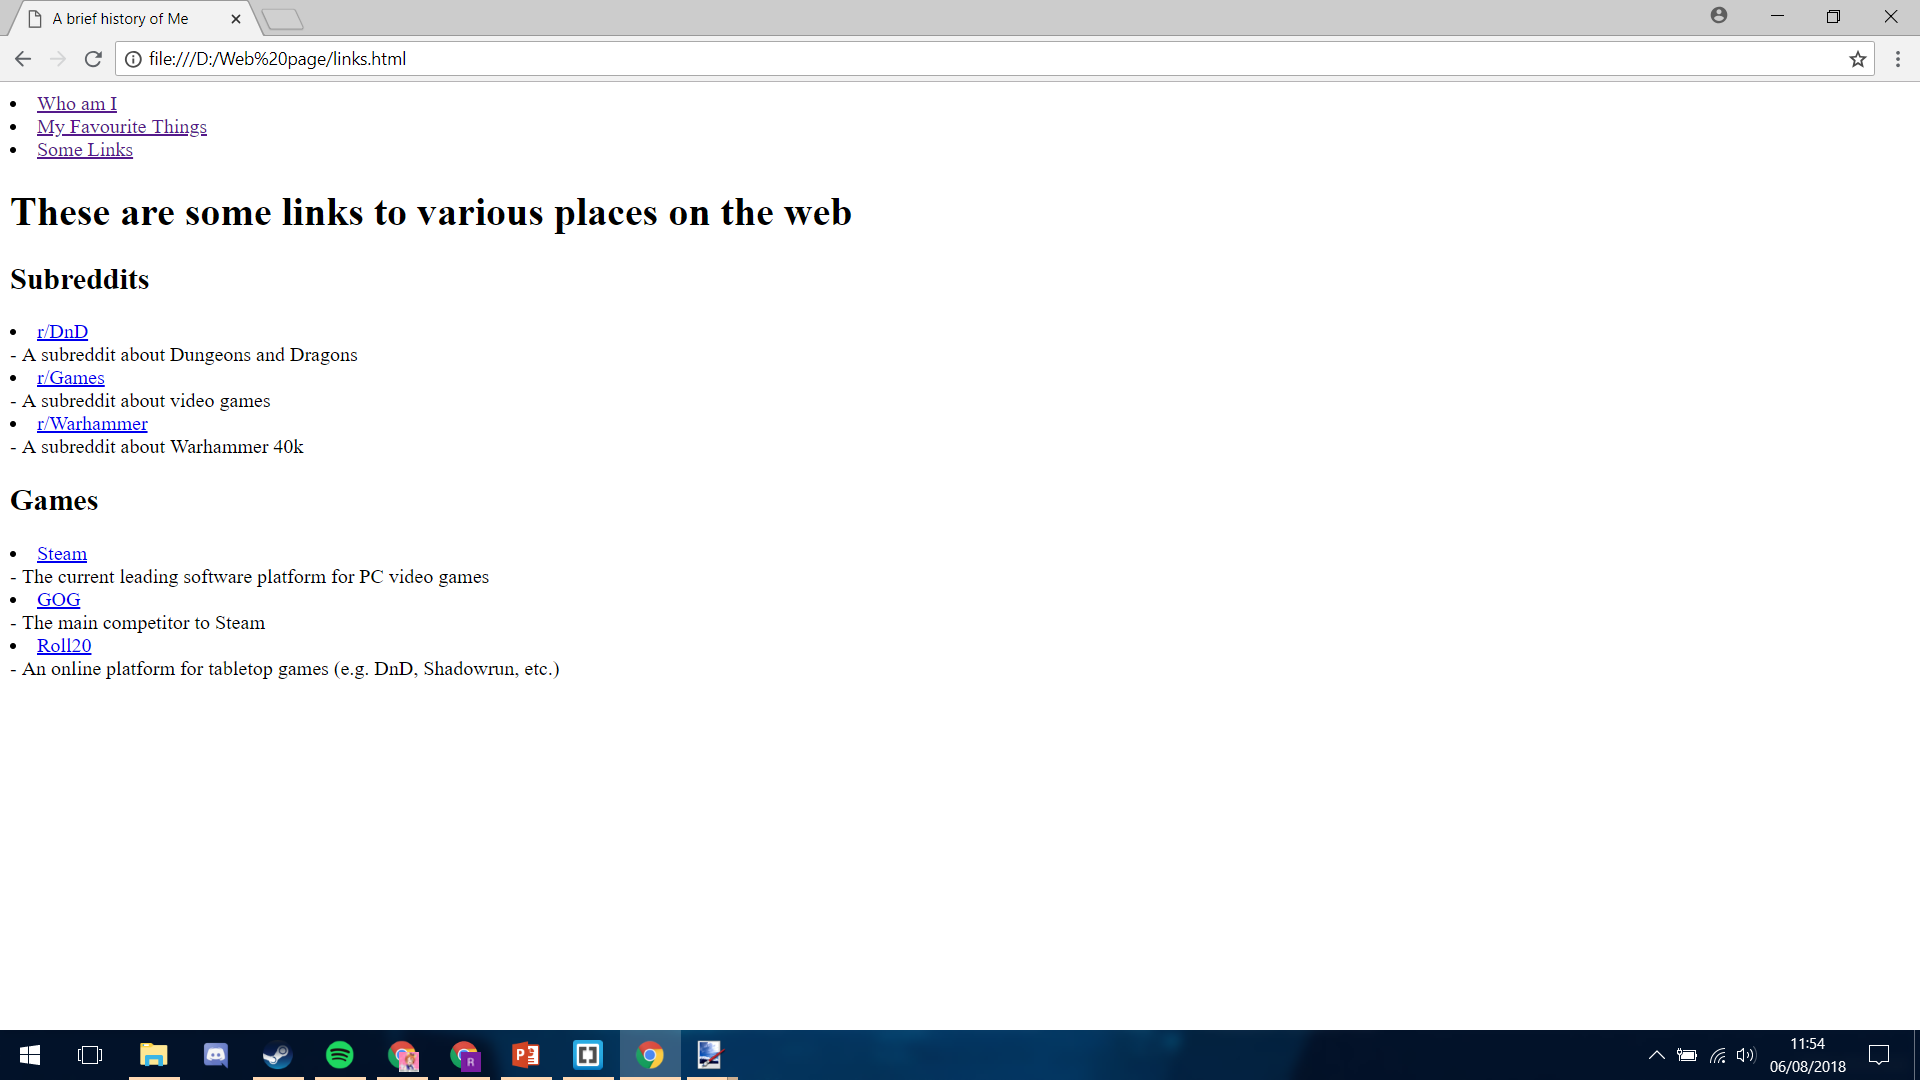 A brief history of Me
file:///D:/Web%20page/links.html
Who am I
My Favourite Things
Some Links
These are some links to various places on the web
Subreddits
r/DnD
- A subreddit about Dungeons and Dragons
r/Games
- A subreddit about video games
r/Warhammer
- A subreddit about Warhammer 40k
Games
Steam
- The current leading software platform for PC video games
GOG
- The main competitor to Steam
Roll20
- An online platform for tabletop games (e.g. DnD, Shadowrun, etc.)
R
P
11:54
06/08/2018